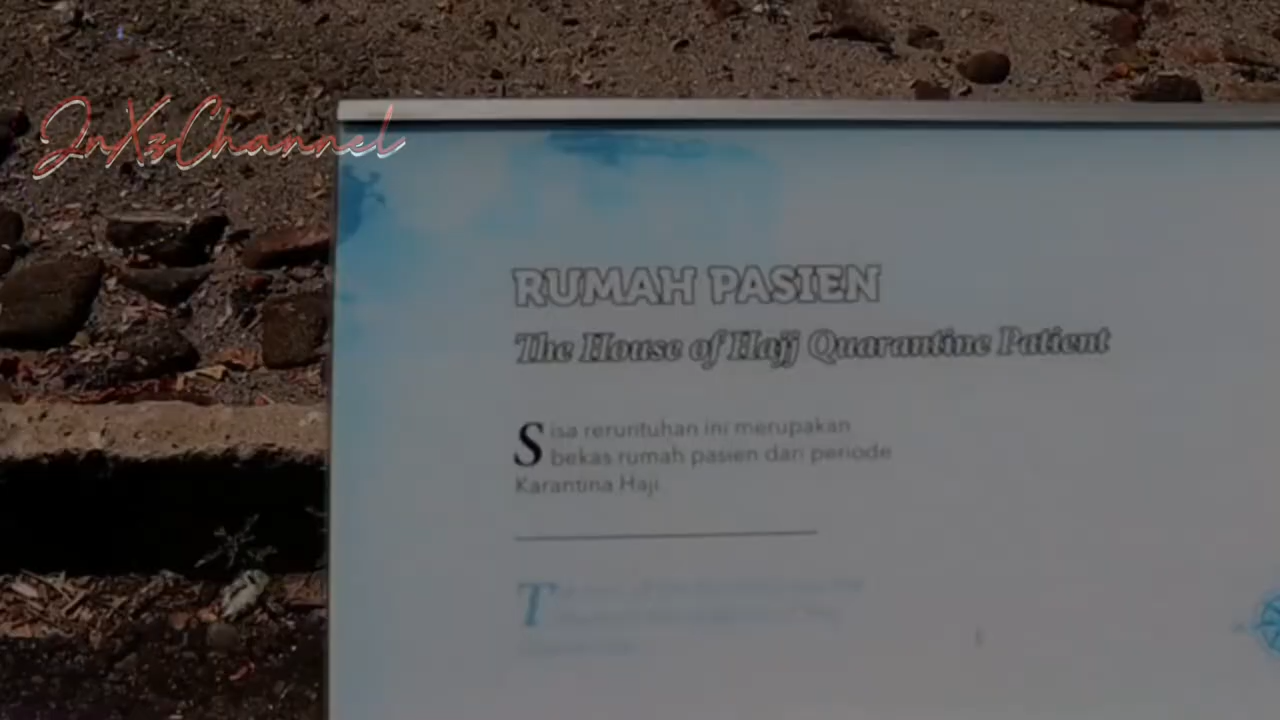 JnXzChannel
RUMAH PASIEN
The House of Hajj Quarantine Patient
Sisa reruntuhan ini merupakan
bekas rumah pasien dari periode
Karantina Haji
T